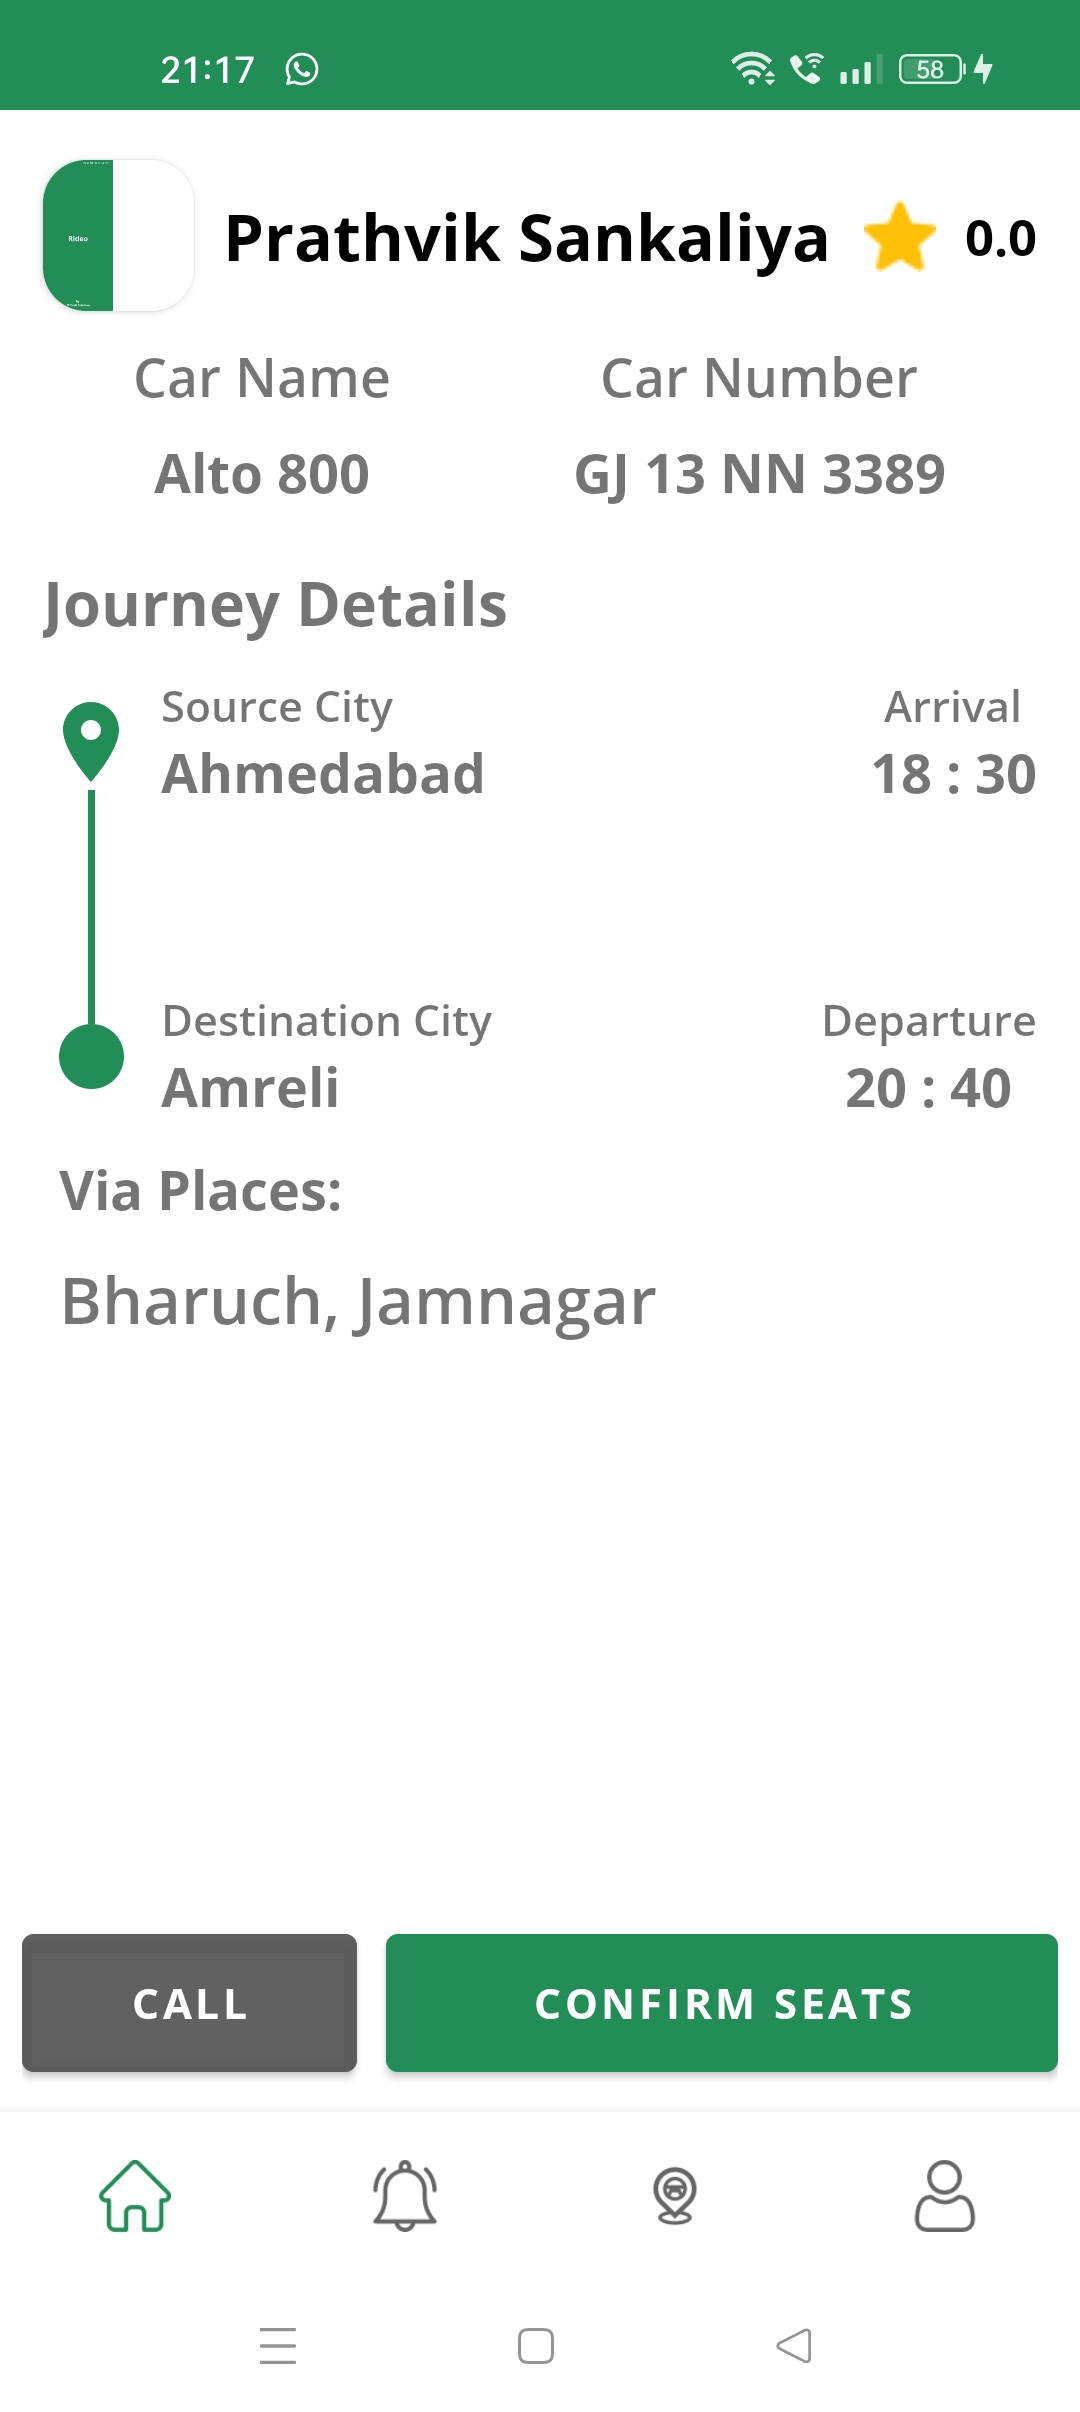 21:17
58
Rideo
Prathvik Sankaliya 0.0
Car Name Car Number
Alto 800 GJ 13 NN 3389
Journey Details
Source City Arrival
Ahmedabad 18 : 30
Destination City Departure
Amreli 20 : 40
Via Places:
Bharuch, Jamnagar
CALL CONFIRM SEATS